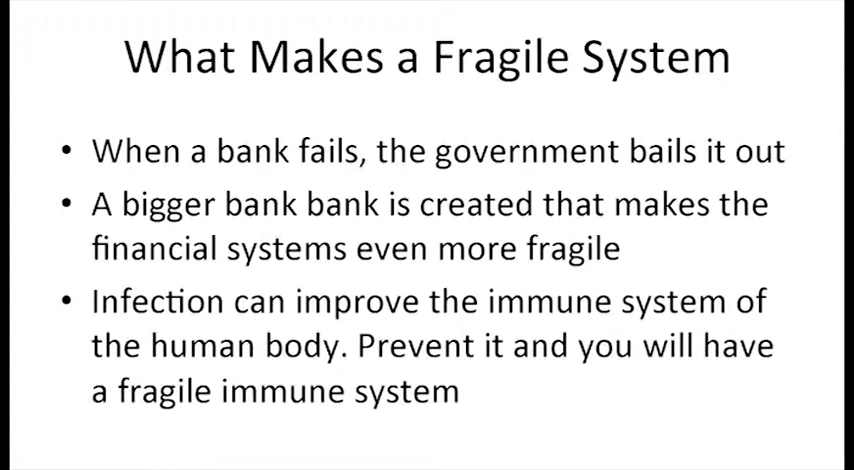 What Makes a Fragile System
• When a bank fails, the government bails it out
• A bigger bank bank is created that makes the
financial systems even more fragile
• Infection can improve the immune system of
the human body. Prevent it and you will have
a fragile immune system